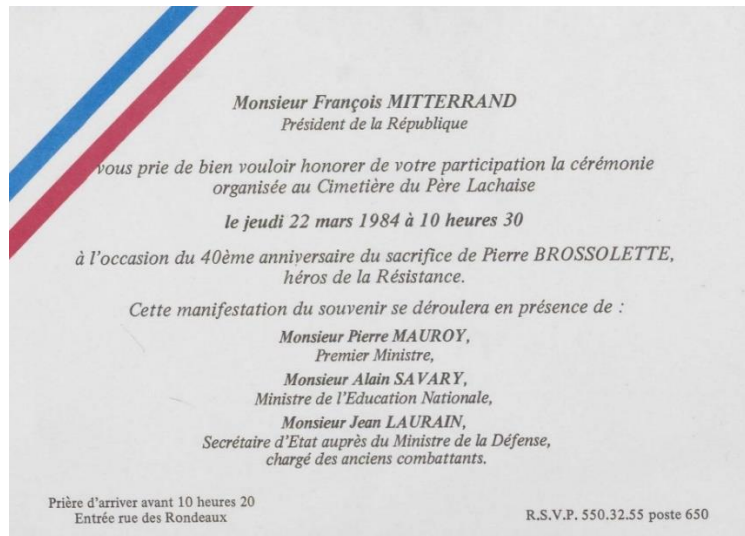 Monsieur François MITTERRAND
Président de la République
vous prie de bien vouloir honorer de votre participation la cérémonie
organisée au Cimetière du Père Lachaise
le jeudi 22 mars 1984 à 10 heures 30
à l'occasion du 40ème anniversaire du sacrifice de Pierre BROSSOLETTE,
héros de la Résistance.
Cette manifestation du souvenir se déroulera en présence de :
Monsieur Pierre MAUROY,
Premier Ministre,
Monsieur Alain SAVARY,
Ministre de l'Education Nationale,
Monsieur Jean LAURAIN,
Secrétaire d'Etat auprès du Ministre de la Défense,
chargé des anciens combattants.
Prière d'arriver avant 10 heures 20
Entrée rue des Rondeaux
R.S.V.P. 550.32.55 poste 650